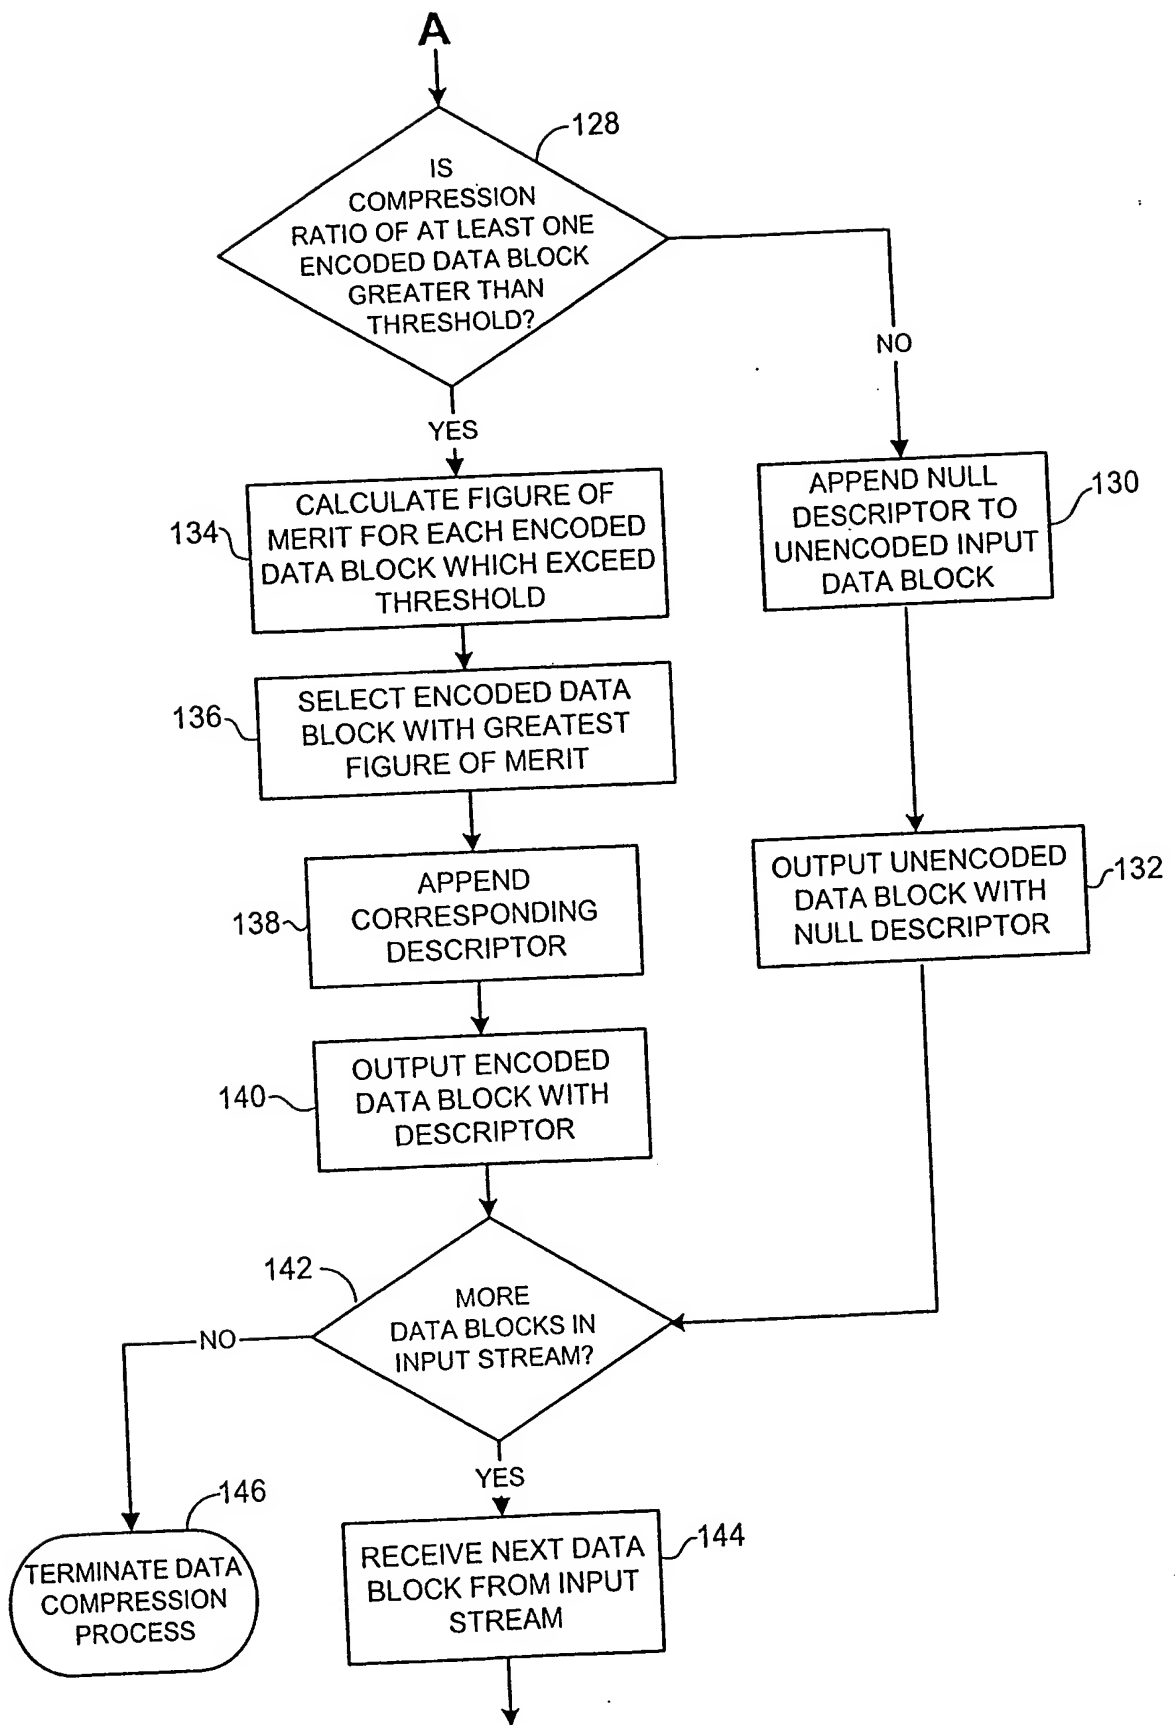 A
128
IS
COMPRESSION
RATIO OF AT LEAST ONE
ENCODED DATA BLOCK
GREATER THAN
THRESHOLD?
NO
YES
134
CALCULATE FIGURE OF
MERIT FOR EACH ENCODED
DATA BLOCK WHICH EXCEED
THRESHOLD
APPEND NULL
DESCRIPTOR TO
UNENCODED INPUT
DATA BLOCK
130
136
SELECT ENCODED DATA
BLOCK WITH GREATEST
FIGURE OF MERIT
138
APPEND
CORRESPONDING
DESCRIPTOR
OUTPUT UNENCODED
DATA BLOCK WITH
NULL DESCRIPTOR
132
140
OUTPUT ENCODED
DATA BLOCK WITH
DESCRIPTOR
142
MORE
DATA BLOCKS IN
INPUT STREAM?
NO
YES
146
TERMINATE DATA
COMPRESSION
PROCESS
RECEIVE NEXT DATA
BLOCK FROM INPUT
STREAM
144